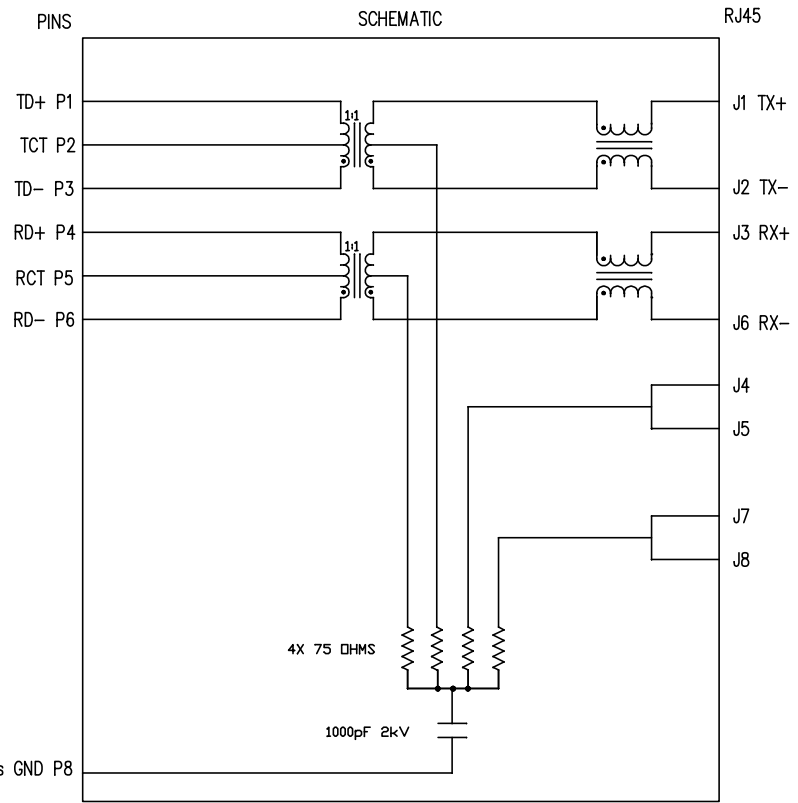 PINS
SCHEMATIC
RJ45
TD+ P1
1:1
J1 TX+
TCT P2
TD- P3
J2 TX-
RD+ P4
1:1
J3 RX+
RCT P5
RD- P6
J6 RX-
J4
J5
J7
J8
4X 75 OHMS
1000pF 2kV
s GND P8